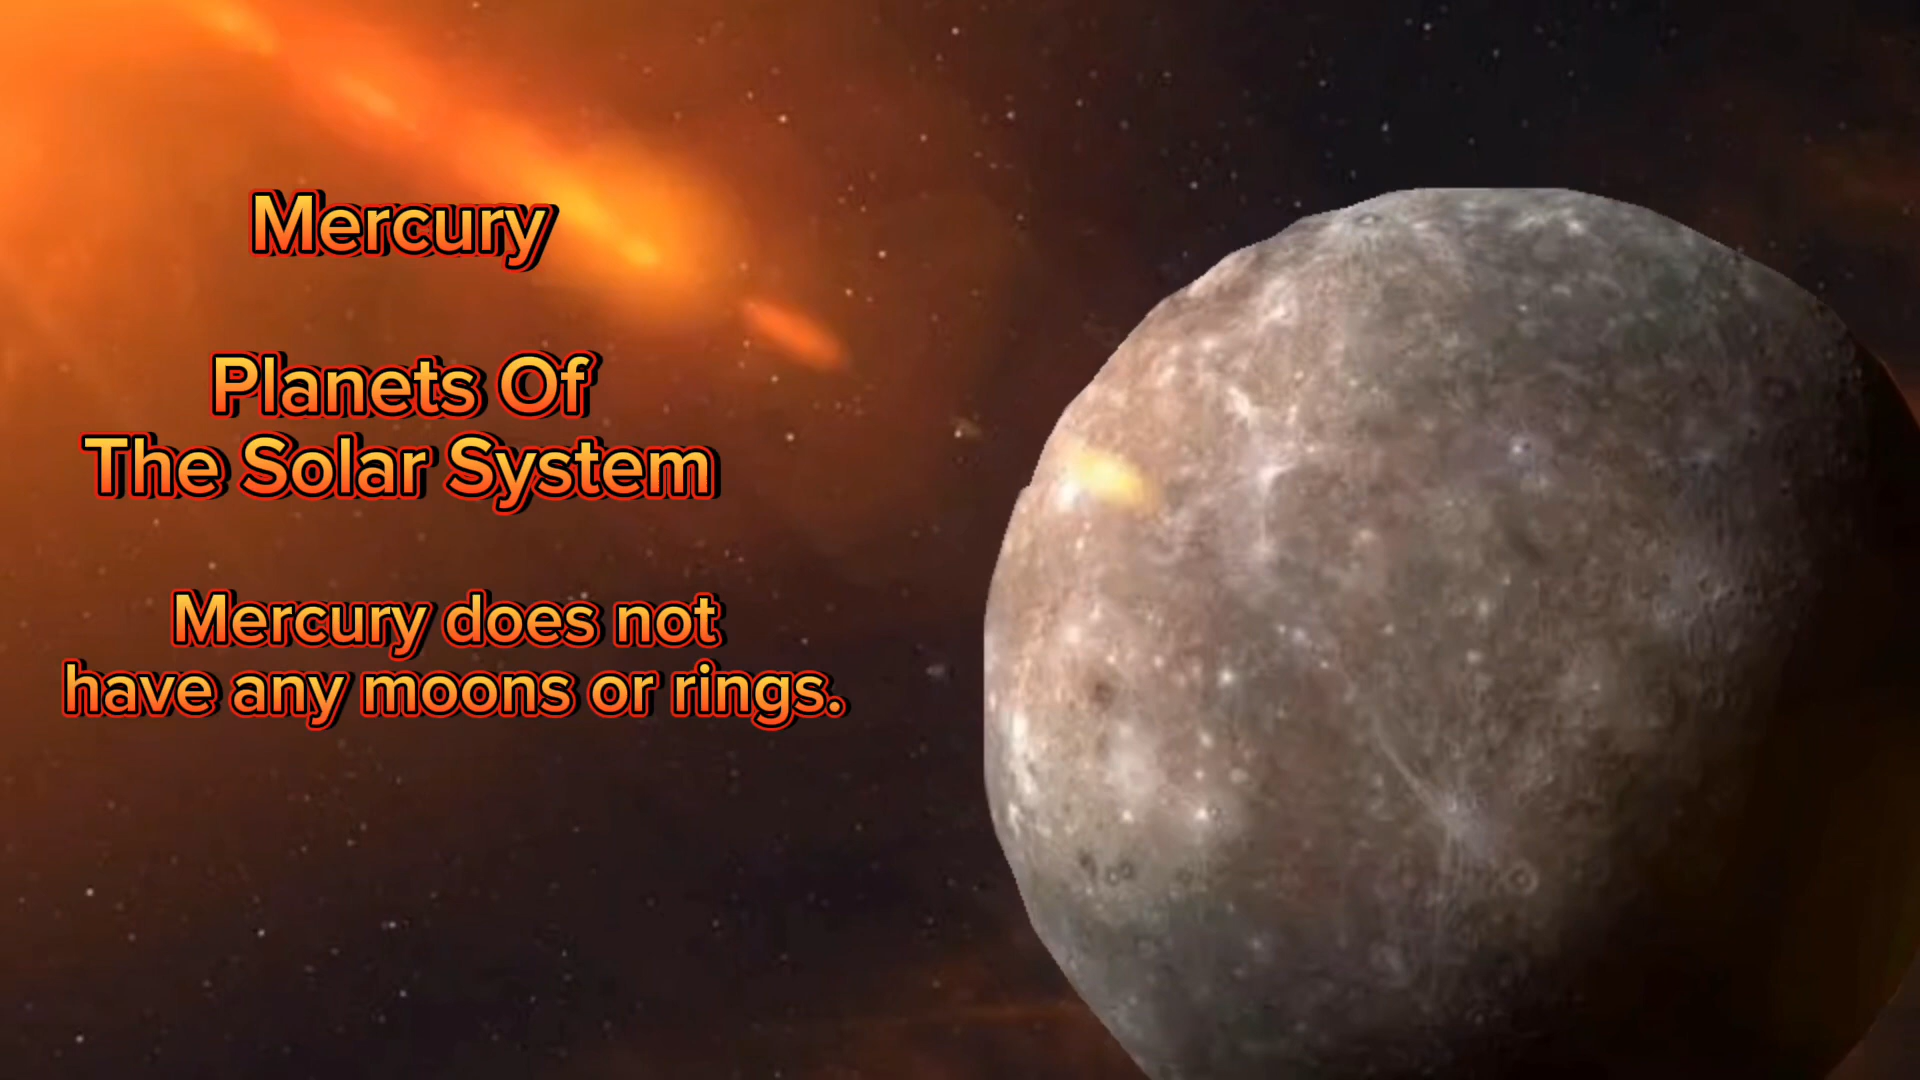 Mercury
Planets Of
The Solar System
Mercury does not
have any moons or rings.